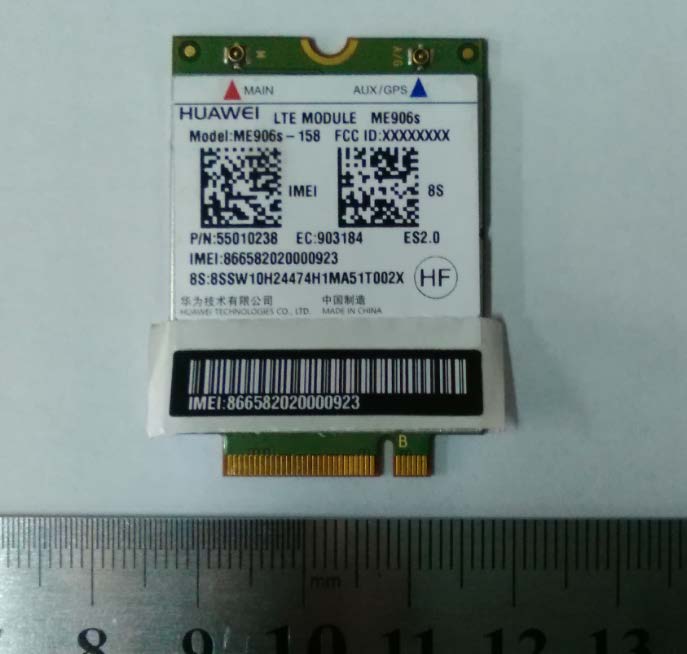 M A/G
MAIN AUX/GPS
HUAWEI LTE MODULE ME906s
Model:ME906s-158 FCC ID:XXXXXXXX
IMEI 8S
P/N:55010238 EC:903184 ES2.0
IMEI:866582020000923
8S:8SSW10H24474H1MA51T002X HF
华为技术有限公司 中国制造
HUAWEI TECHNOLOGIES CO., LTD. MADE IN CHINA
IMEI:866582020000923
B
mm
7 8 9 10 11 12 13